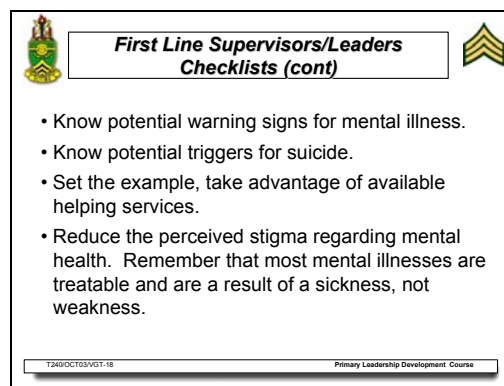 First Line Supervisors/Leaders
Checklists (cont)
• Know potential warning signs for mental illness.
• Know potential triggers for suicide.
• Set the example, take advantage of available
helping services.
• Reduce the perceived stigma regarding mental
health.  Remember that most mental illnesses are
treatable and are a result of a sickness, not
weakness.
T240/OCT03/VGT-18
Primary Leadership Development  Course